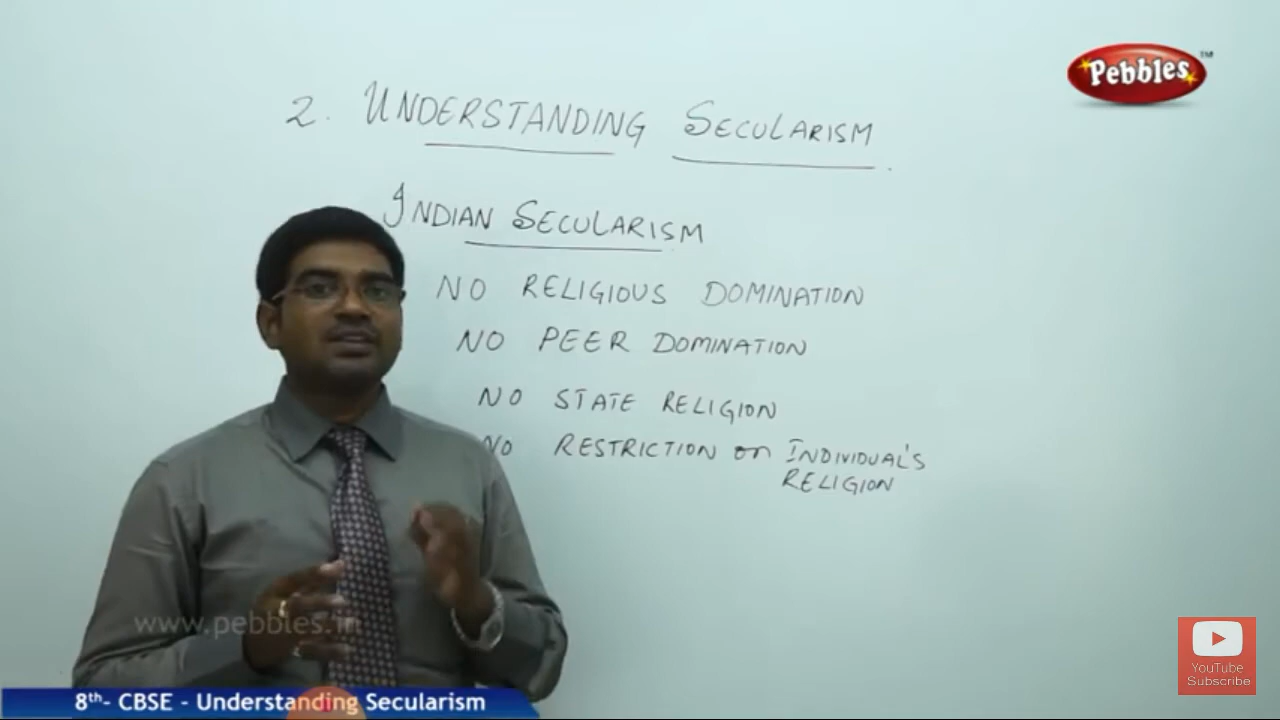 Pebbles™
2. UNDERSTANDING SECULARISM
INDIAN SECULARISM
NO RELIGIOUS DOMINATION
NO PEER DOMINATION
NO STATE RELIGION
NO RESTRICTION on INDIVIDUAL'S
RELIGION
www.pebbles.in
YouTube
Subscribe
8th- CBSE - Understanding Secularism